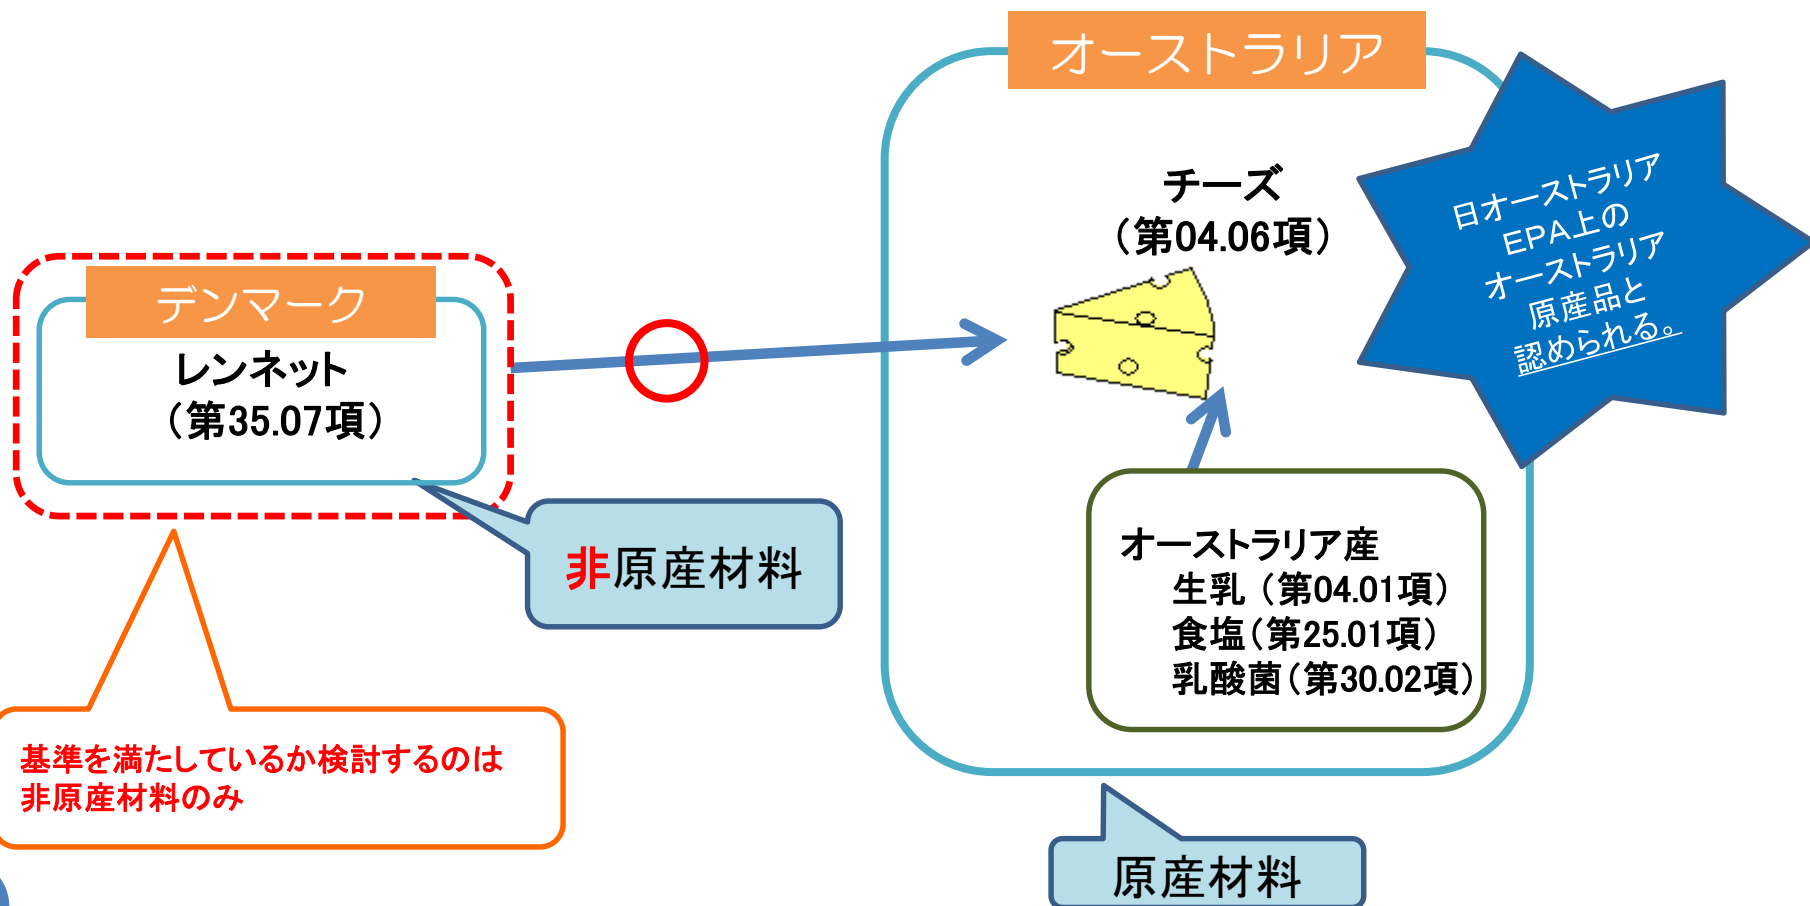 オーストラリア
チーズ
（第04.06項）
日オーストラリア
ＥＰＡ上の
オーストラリア
原産品と
認められる。
デンマーク
レンネット
（第35.07項）
非原産材料
オーストラリア産
生乳（第04.01項）
食塩（第25.01項）
乳酸菌（第30.02項）
基準を満たしているか検討するのは
非原産材料のみ
原産材料